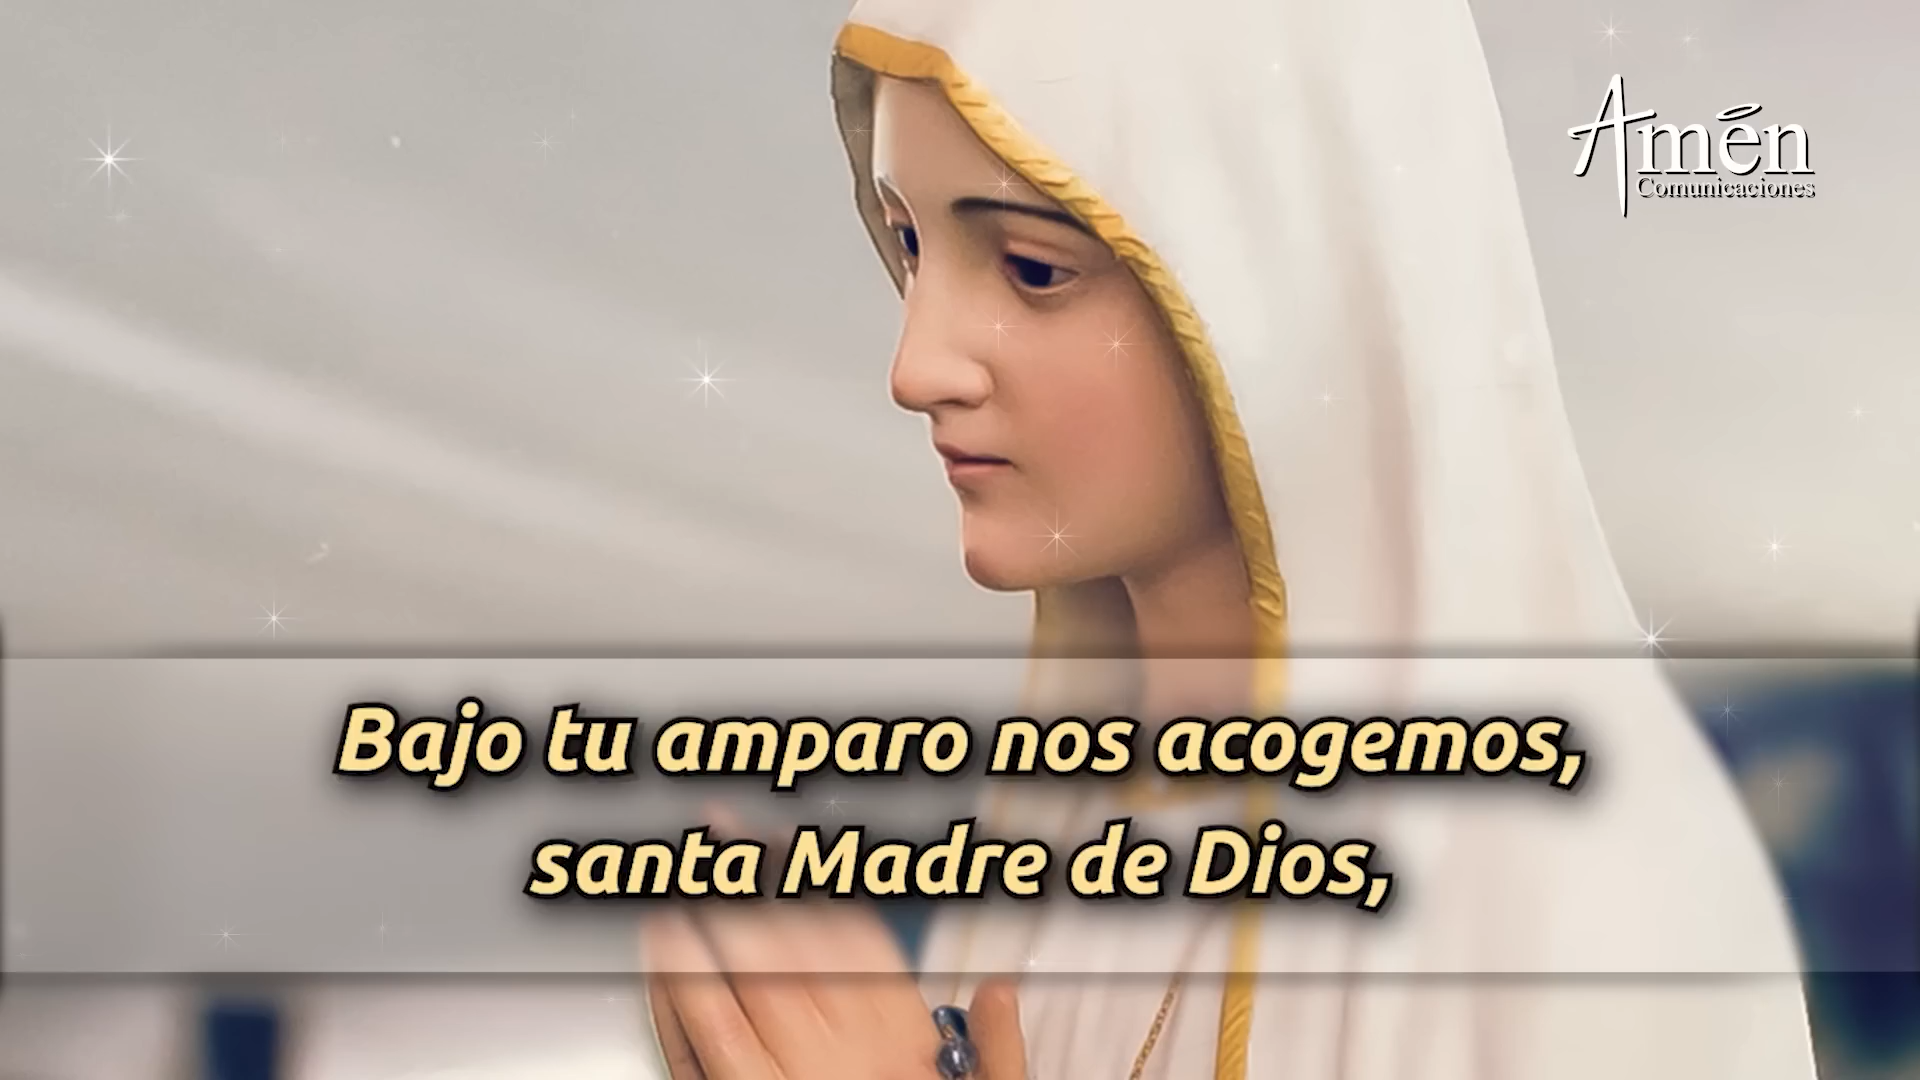 Amén
Comunicaciones
Bajo tu amparo nos acogemos,
santa Madre de Dios,